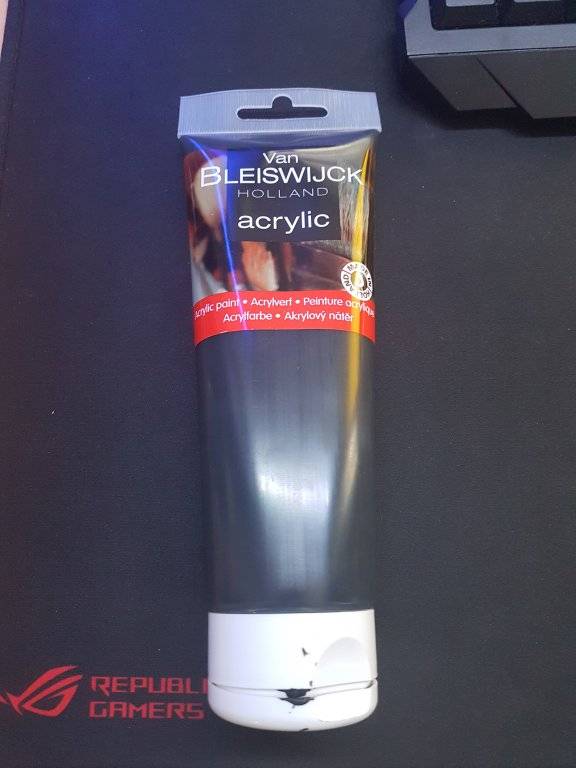 Van
BLEISWIJCK
HOLLAND
acrylic
Acrylic paint • Acrylverf • Peinture acrylique
Acrylfarbe • Akrylový nátěr
REPUBLI
GAMERS